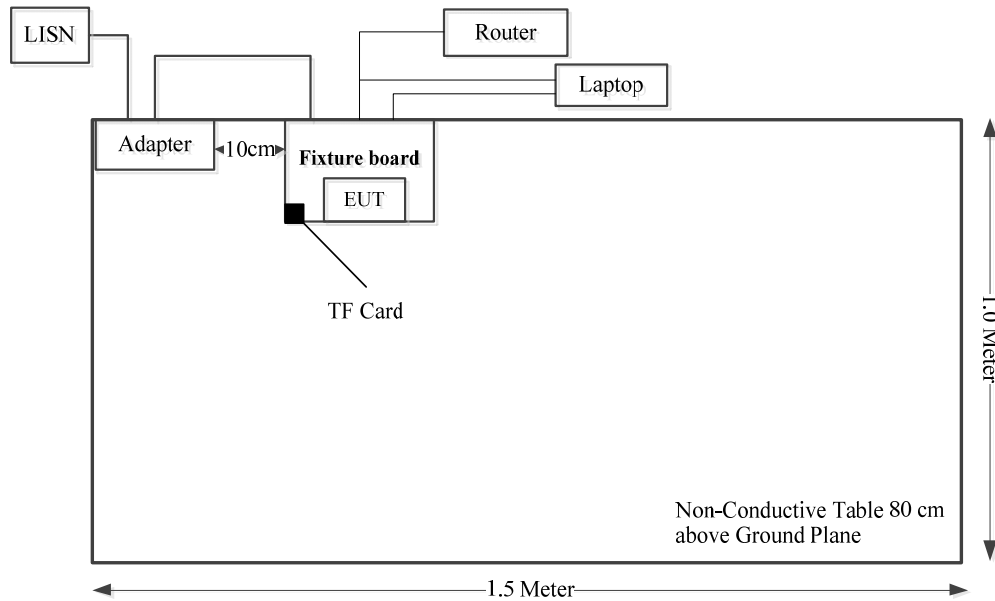 LISN
Router
Laptop
Adapter
10cm
Fixture board
EUT
TF Card
1.0 Meter
Non-Conductive Table 80 cm
above Ground Plane
1.5 Meter